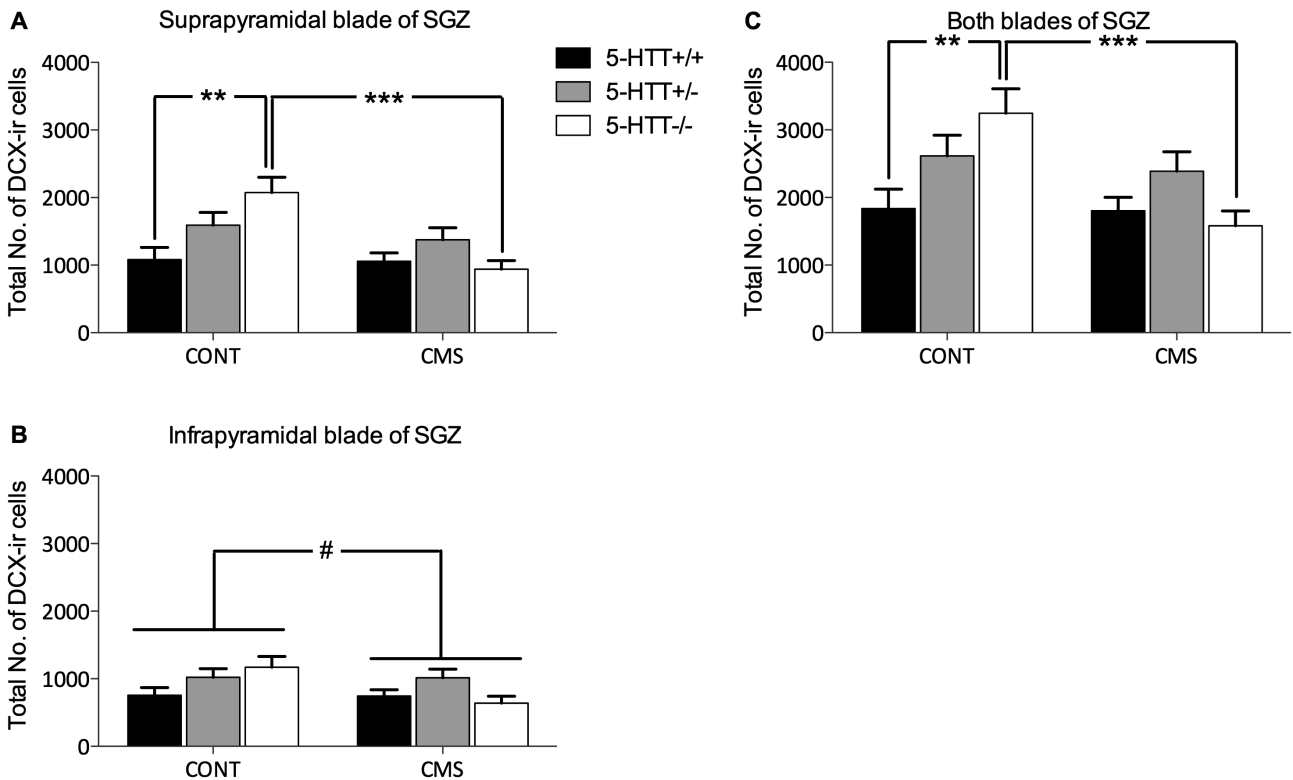 A
Suprapyramidal blade of SGZ
Total No. of DCX-ir cells
4000
3000
2000
1000
0
**
***
CONT
CMS
5-HTT+/+
5-HTT+/-
5-HTT-/-
C
Both blades of SGZ
Total No. of DCX-ir cells
4000
3000
2000
1000
0
**
***
CONT
CMS
B
Infrapyramidal blade of SGZ
Total No. of DCX-ir cells
4000
3000
2000
1000
0
#
CONT
CMS